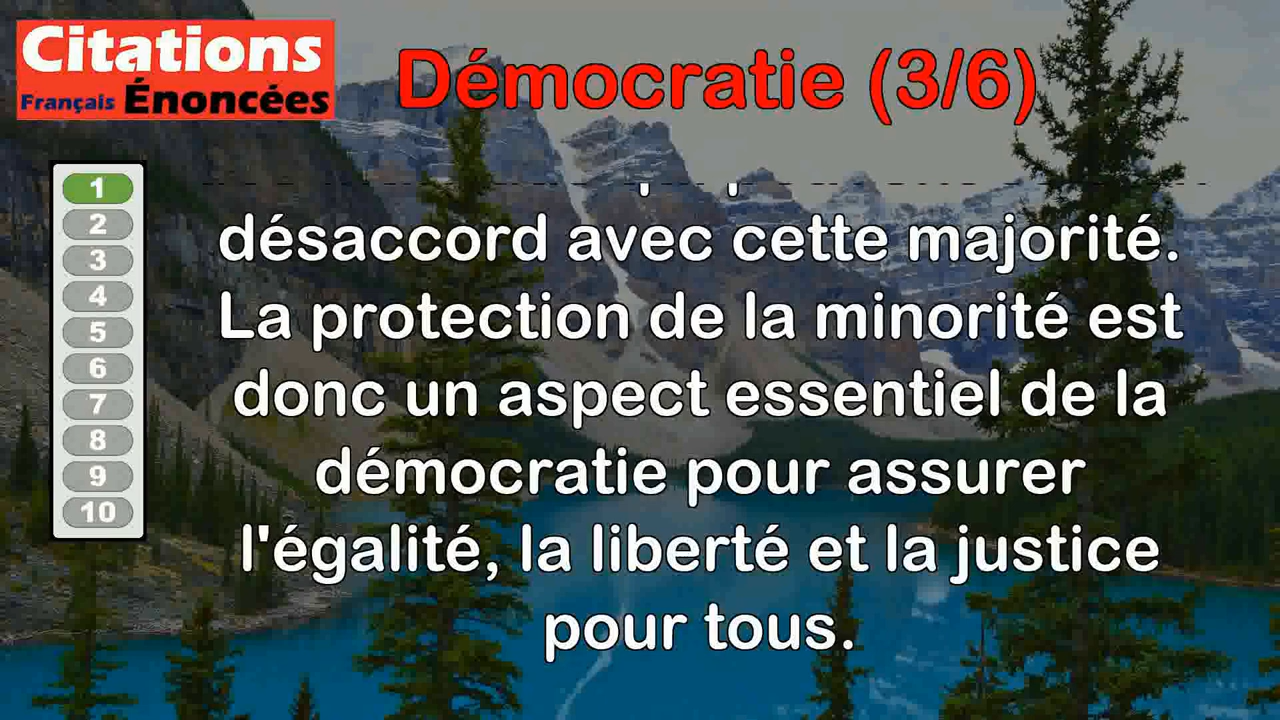 Citations
Français Énoncées
Démocratie (3/6)
1
2
3
4
5
6
7
8
9
10
désaccord avec cette majorité.
La protection de la minorité est
donc un aspect essentiel de la
démocratie pour assurer
l'égalité, la liberté et la justice
pour tous.